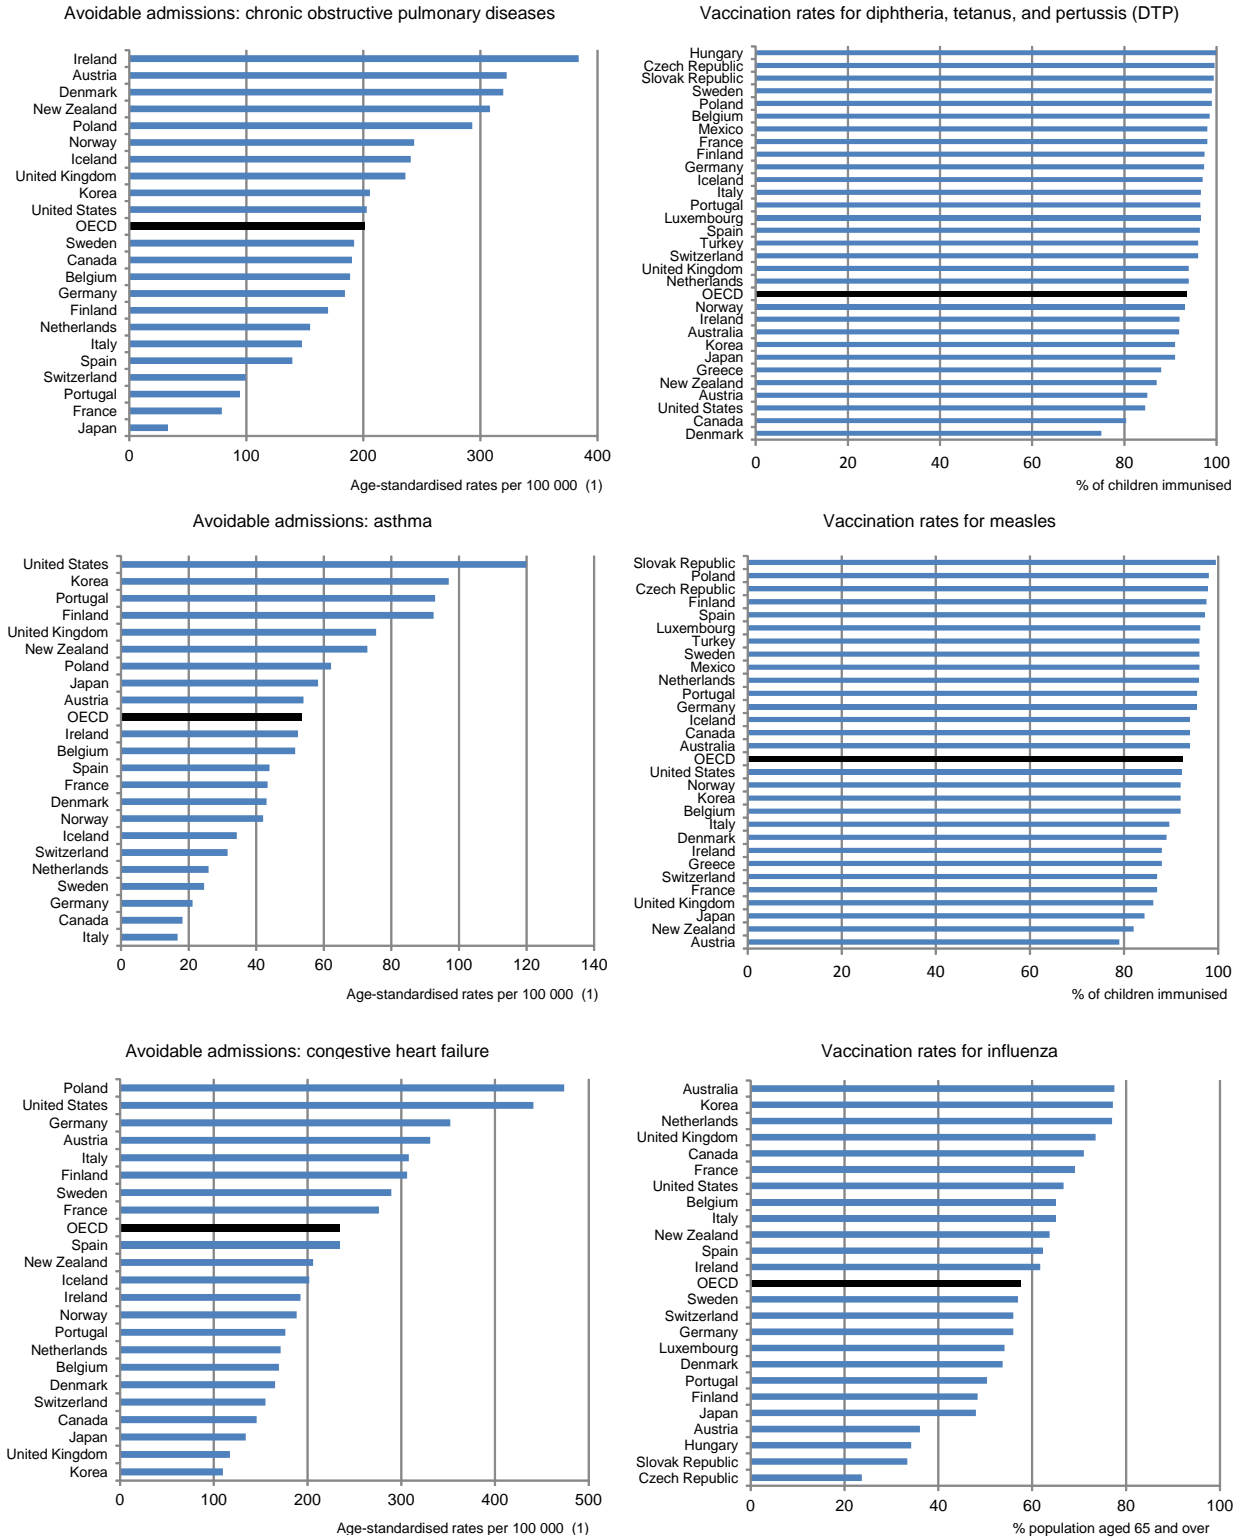 Avoidable admissions: chronic obstructive pulmonary diseases
Ireland
Austria
Denmark
New Zealand
Poland
Norway
Iceland
United Kingdom
Korea
United States
OECD
Sweden
Canada
Belgium
Germany
Finland
Netherlands
Italy
Spain
Switzerland
Portugal
France
Japan
0 100 200 300 400
Age-standardised rates per 100 000 (1)
Vaccination rates for diphtheria, tetanus, and pertussis (DTP)
Hungary
Czech Republic
Slovak Republic
Sweden
Poland
Belgium
Mexico
France
Finland
Germany
Iceland
Italy
Portugal
Luxembourg
Spain
Turkey
Switzerland
United Kingdom
Netherlands
OECD
Norway
Ireland
Australia
Korea
Japan
Greece
New Zealand
Austria
United States
Canada
Denmark
0 20 40 60 80 100
% of children immunised
Avoidable admissions: asthma
United States
Korea
Portugal
Finland
United Kingdom
New Zealand
Poland
Japan
Austria
OECD
Ireland
Belgium
Spain
France
Denmark
Norway
Iceland
Switzerland
Netherlands
Sweden
Germany
Canada
Italy
0 20 40 60 80 100 120 140
Age-standardised rates per 100 000 (1)
Vaccination rates for measles
Slovak Republic
Poland
Czech Republic
Finland
Spain
Luxembourg
Turkey
Sweden
Mexico
Netherlands
Portugal
Germany
Iceland
Canada
Australia
OECD
United States
Norway
Korea
Belgium
Italy
Denmark
Ireland
Greece
Switzerland
France
United Kingdom
Japan
New Zealand
Austria
0 20 40 60 80 100
% of children immunised
Avoidable admissions: congestive heart failure
Poland
United States
Germany
Austria
Italy
Finland
Sweden
France
OECD
Spain
New Zealand
Iceland
Ireland
Norway
Portugal
Netherlands
Belgium
Denmark
Switzerland
Canada
Japan
United Kingdom
Korea
0 100 200 300 400 500
Age-standardised rates per 100 000 (1)
Vaccination rates for influenza
Australia
Korea
Netherlands
United Kingdom
Canada
France
United States
Belgium
Italy
New Zealand
Spain
Ireland
OECD
Sweden
Switzerland
Germany
Luxembourg
Denmark
Portugal
Finland
Japan
Austria
Hungary
Slovak Republic
Czech Republic
0 20 40 60 80 100
% population aged 65 and over